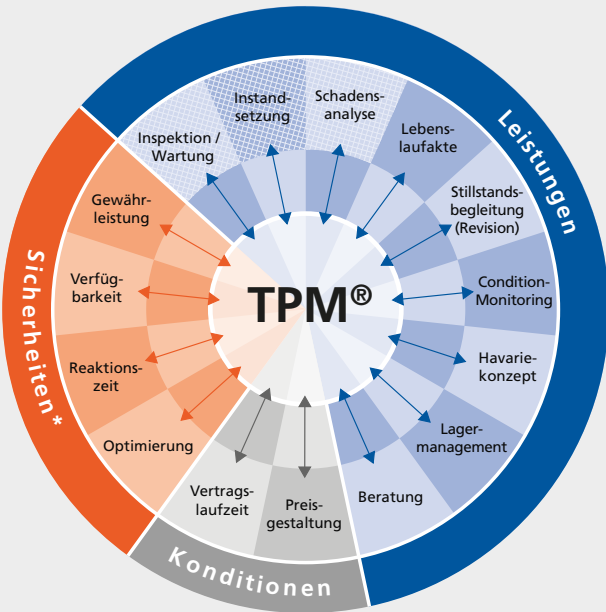 Leistungen
Inspektion /
Wartung
Instand-
setzung
Schadens-
analyse
Lebens-
laufakte
Stillstands-
begleitung
(Revision)
Condition-
Monitoring
Havarie-
konzept
Lager-
management
Beratung
Konditionen
Preis-
gestaltung
Vertrags-
laufzeit
Sicherheiten*
Optimierung
Reaktions-
zeit
Verfüg-
barkeit
Gewähr-
leistung
TPM®